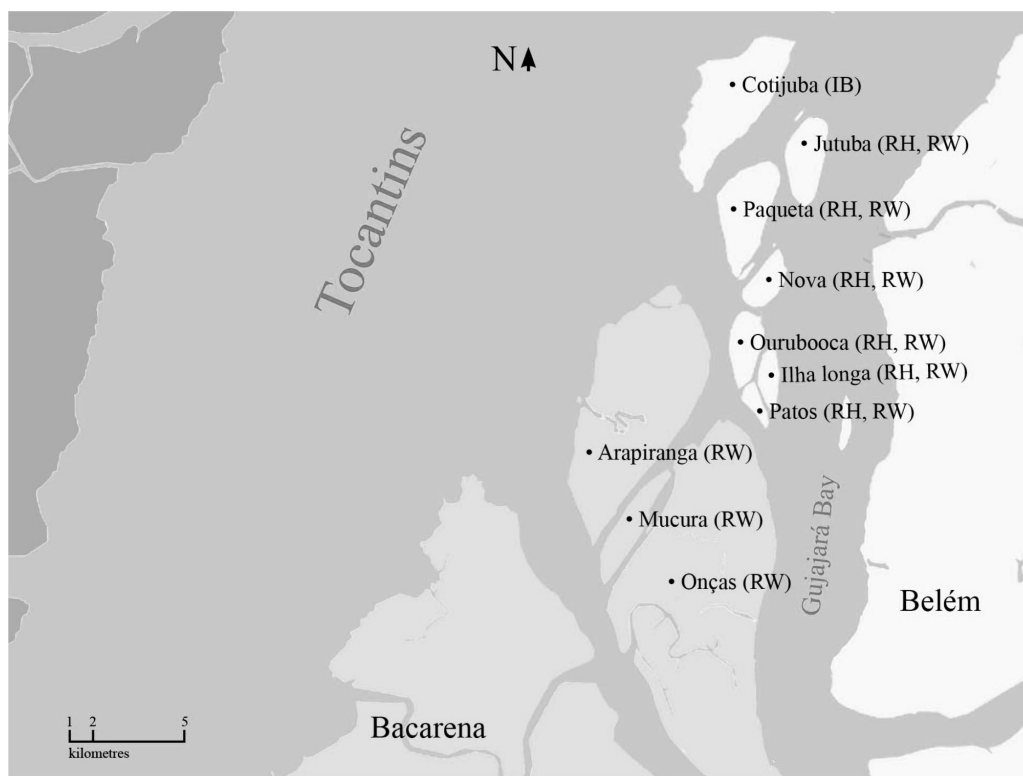 N
Cotijuba (IB)
Jutuba (RH, RW)
Paqueta (RH, RW)
Tocantins
Nova (RH, RW)
Ourubooca (RH, RW)
Ilha longa (RH, RW)
Patos (RH, RW)
Arapiranga (RW)
Mucura (RW)
Gujajará Bay
Onças (RW)
Belém
Bacarena
1 2 5
kilometres